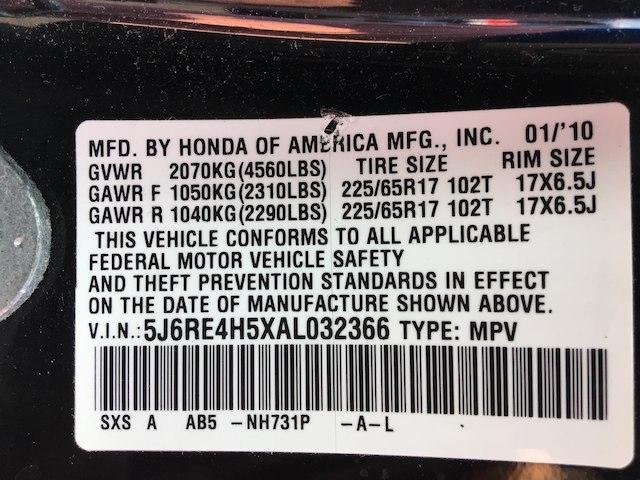 MFD. BY HONDA OF AMERICA MFG., INC. 01/'10
GVWR 2070KG(4560LBS) TIRE SIZE RIM SIZE
GAWR F 1050KG(2310LBS) 225/65R17 102T 17X6.5J
GAWR R 1040KG(2290LBS) 225/65R17 102T 17X6.5J
THIS VEHICLE CONFORMS TO ALL APPLICABLE
FEDERAL MOTOR VEHICLE SAFETY
AND THEFT PREVENTION STANDARDS IN EFFECT
ON THE DATE OF MANUFACTURE SHOWN ABOVE.
V.I.N.: 5J6RE4H5XAL032366 TYPE: MPV
SXS A AB5 -NH731P -A-L